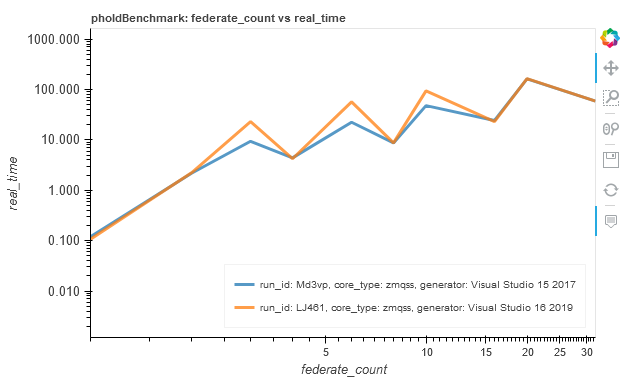 pholdBenchmark: federate_count vs real_time
1000.000
100.000
10.000
1.000
0.100
0.010
real_time
run_id: Md3vp, core_type: zmqss, generator: Visual Studio 15 2017
run_id: LJ461, core_type: zmqss, generator: Visual Studio 16 2019
5 10 15 20 25 30
federate_count